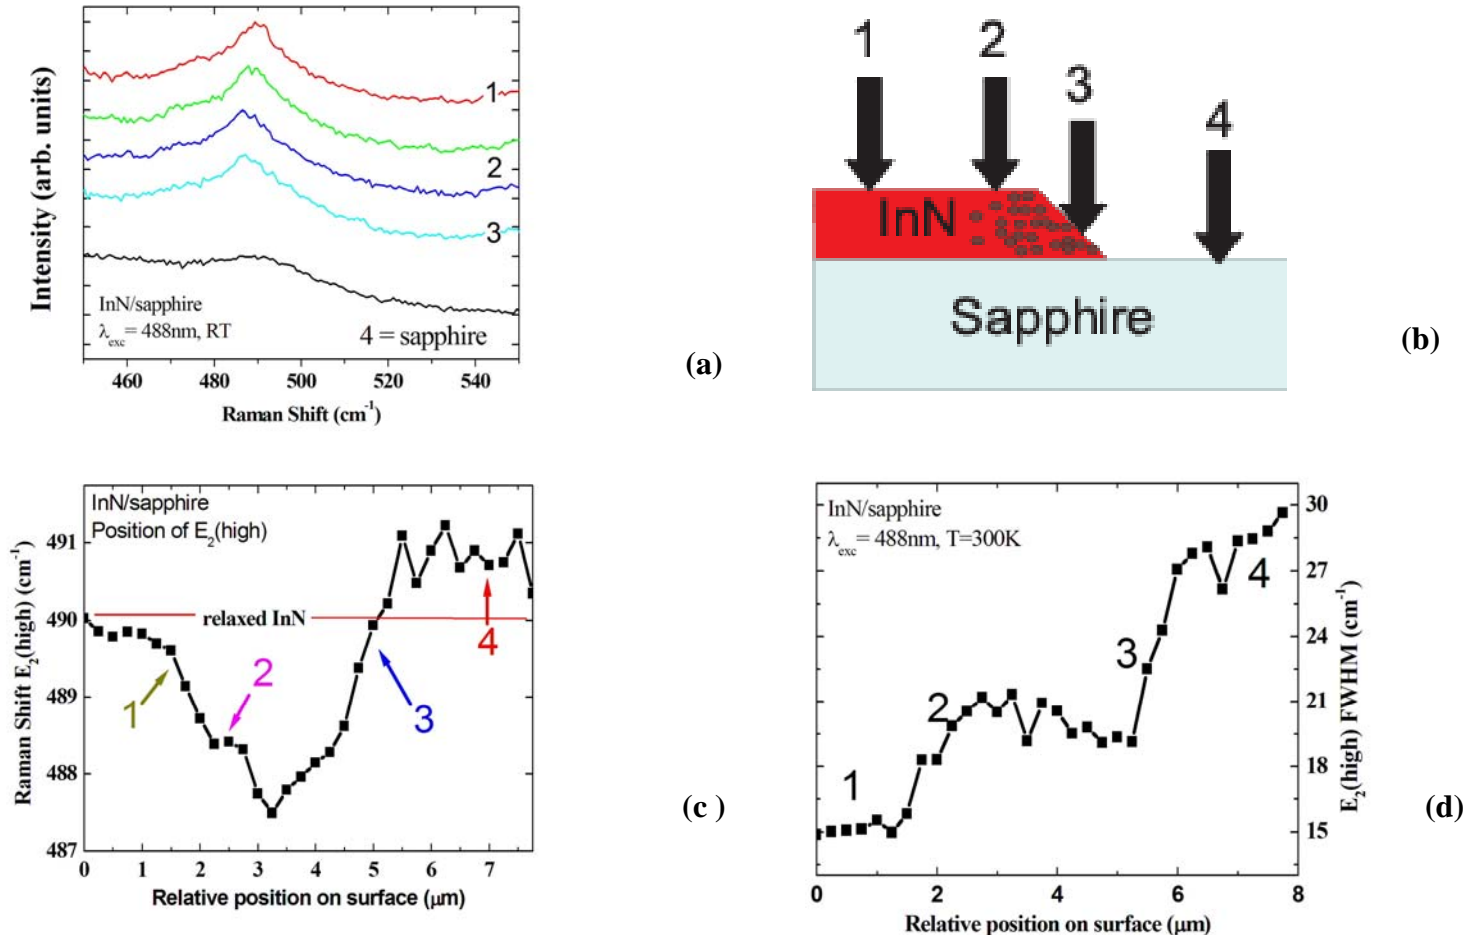 Intensity (arb. units)
1
2
3
InN/sapphire
λexc = 488nm, RT
4 = sapphire
460 480 500 520 540
Raman Shift (cm-1)
(a)
1
2
3
4
InN
Sapphire
(b)
InN/sapphire
Position of E2(high)
Raman Shift E2(high) (cm-1)
491
490
489
488
487
relaxed InN
1
2
3
4
0 1 2 3 4 5 6 7
Relative position on surface (μm)
(c )
InN/sapphire
λexc = 488nm, T=300K
1
2
3
4
30
27
24
21
18
15
E2(high) FWHM (cm-1)
0 2 4 6 8
Relative position on surface (μm)
(d)